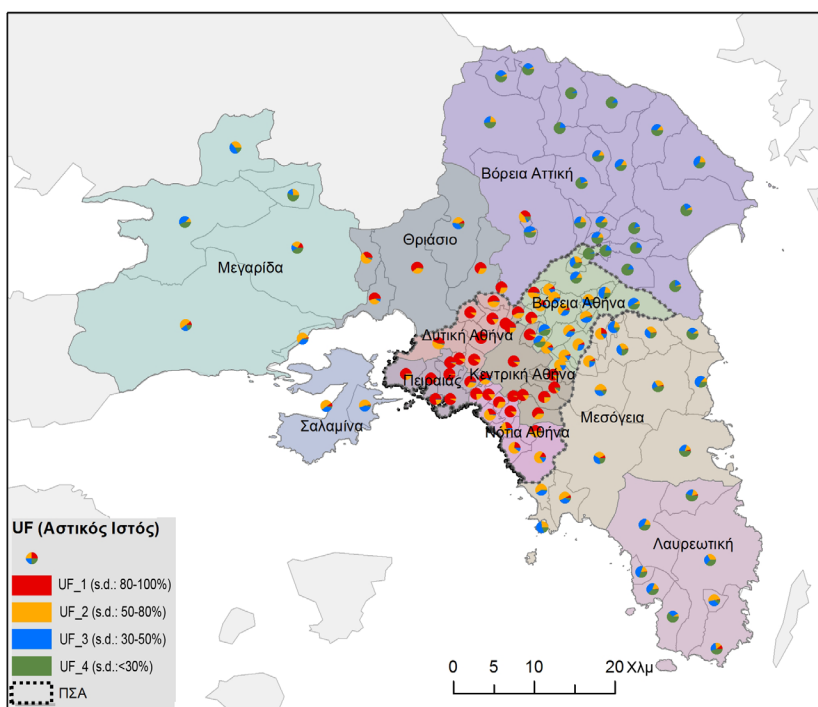 Βόρεια Αττική
Θριάσιο
Μεγαρίδα
Βόρεια Αθήνα
Δυτική Αθήνα
Κεντρική Αθήνα
Πειραιάς
Σαλαμίνα
Μεσόγεια
Νότια Αθήνα
Λαυρεωτική
UF (Αστικός Ιστός)
UF_1 (s.d.: 80-100%)
UF_2 (s.d.: 50-80%)
UF_3 (s.d.: 30-50%)
UF_4 (s.d.:<30%)
ΠΣΑ
0 5 10 20 Χλμ